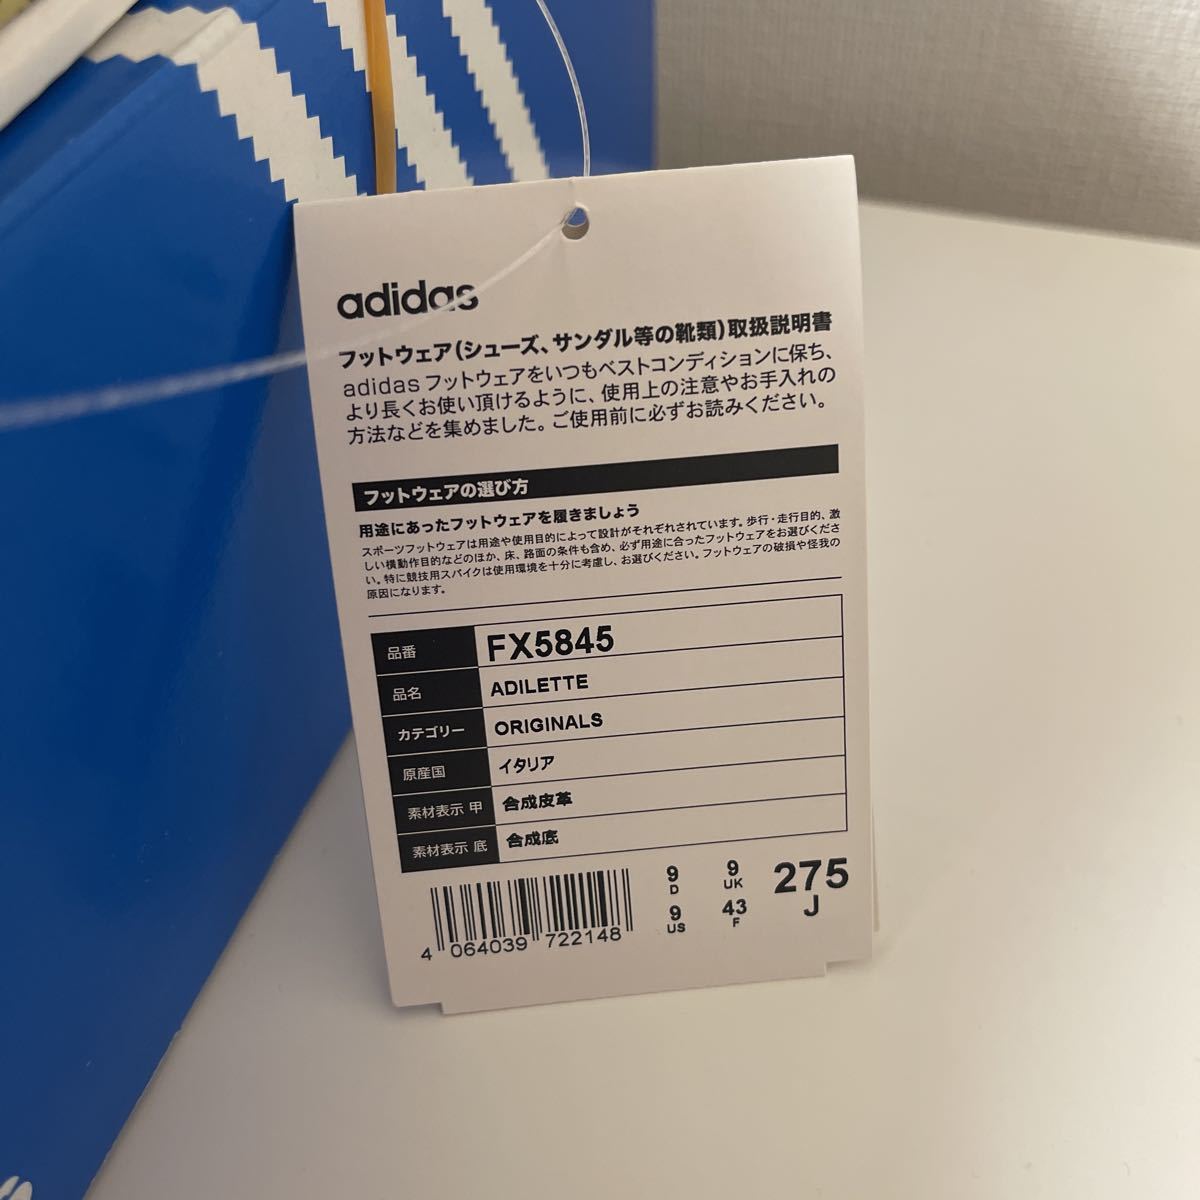 adidas
フットウェア(シューズ、サンダル等の靴類)取扱説明書
adidas フットウェアをいつもベストコンディションに保ち、
より長くお使い頂けるように、使用上の注意やお手入れの
方法などを集めました。ご使用前に必ずお読みください。
フットウェアの選び方
用途にあったフットウェアを履きましょう
スポーツフットウェアは用途や使用目的によって設計がそれぞれされています。歩行・走行目的、激
しい横動作目的などのほか、床、路面の条件も含め、必ず用途に合ったフットウェアをお選びくださ
い。特に競技用スパイクは使用環境を十分に考慮し、お選びください。フットウェアの破損や怪我の
原因になります。
品番 FX5845
品名 ADILETTE
カテゴリー ORIGINALS
原産国 イタリア
素材表示 甲 合成皮革
素材表示 底 合成底
4 064039 722148
9 D 9 UK 275 J
9 US 43 F